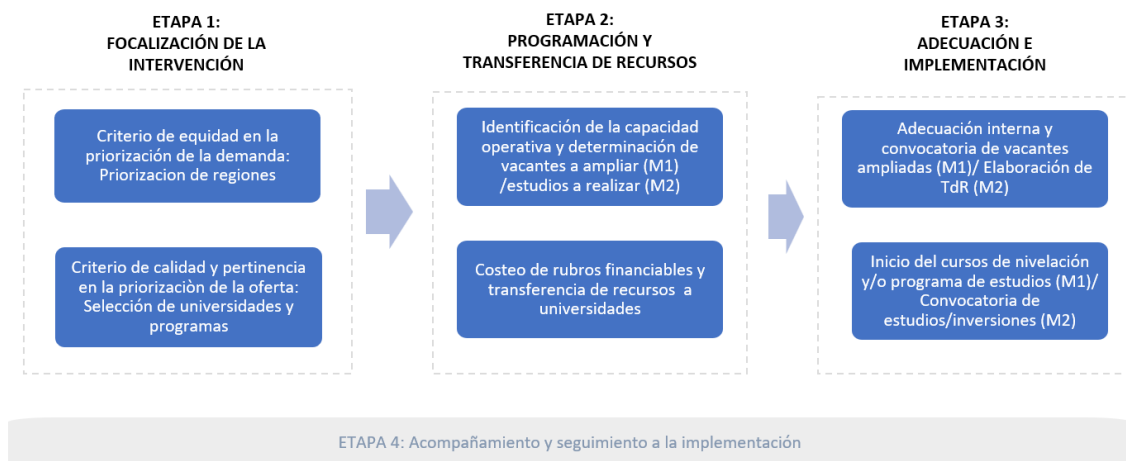 ETAPA 1:
FOCALIZACIÓN DE LA
INTERVENCIÓN
Criterio de equidad en la
priorización de la demanda:
Priorizacion de regiones
Criterio de calidad y pertinencia
en la priorizaciòn de la oferta:
Selección de universidades y
programas
ETAPA 2:
PROGRAMACIÓN Y
TRANSFERENCIA DE RECURSOS
Identificación de la capacidad
operativa y determinación de
vacantes a ampliar (M1)
/estudios a realizar (M2)
Costeo de rubros financiables y
transferencia de recursos a
universidades
ETAPA 3:
ADECUACIÓN E
IMPLEMENTACIÓN
Adecuación interna y
convocatoria de vacantes
ampliadas (M1)/ Elaboración de
TdR (M2)
Inicio del cursos de nivelación
y/o programa de estudios (M1)/
Convocatoria de
estudios/inversiones (M2)
ETAPA 4: Acompañamiento y seguimiento a la implementación